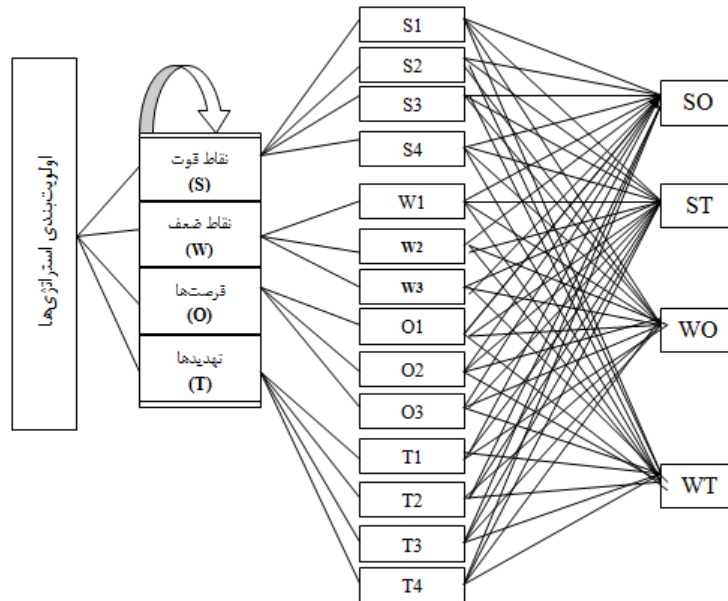 اولویت‌بندی استراتژی‌ها
نقاط قوت
(S)
نقاط ضعف
(W)
قرصت‌ها
(O)
تهدیدها
(T)
S1
S2
S3
S4
W1
W2
W3
O1
O2
O3
T1
T2
T3
T4
SO
ST
WO
WT